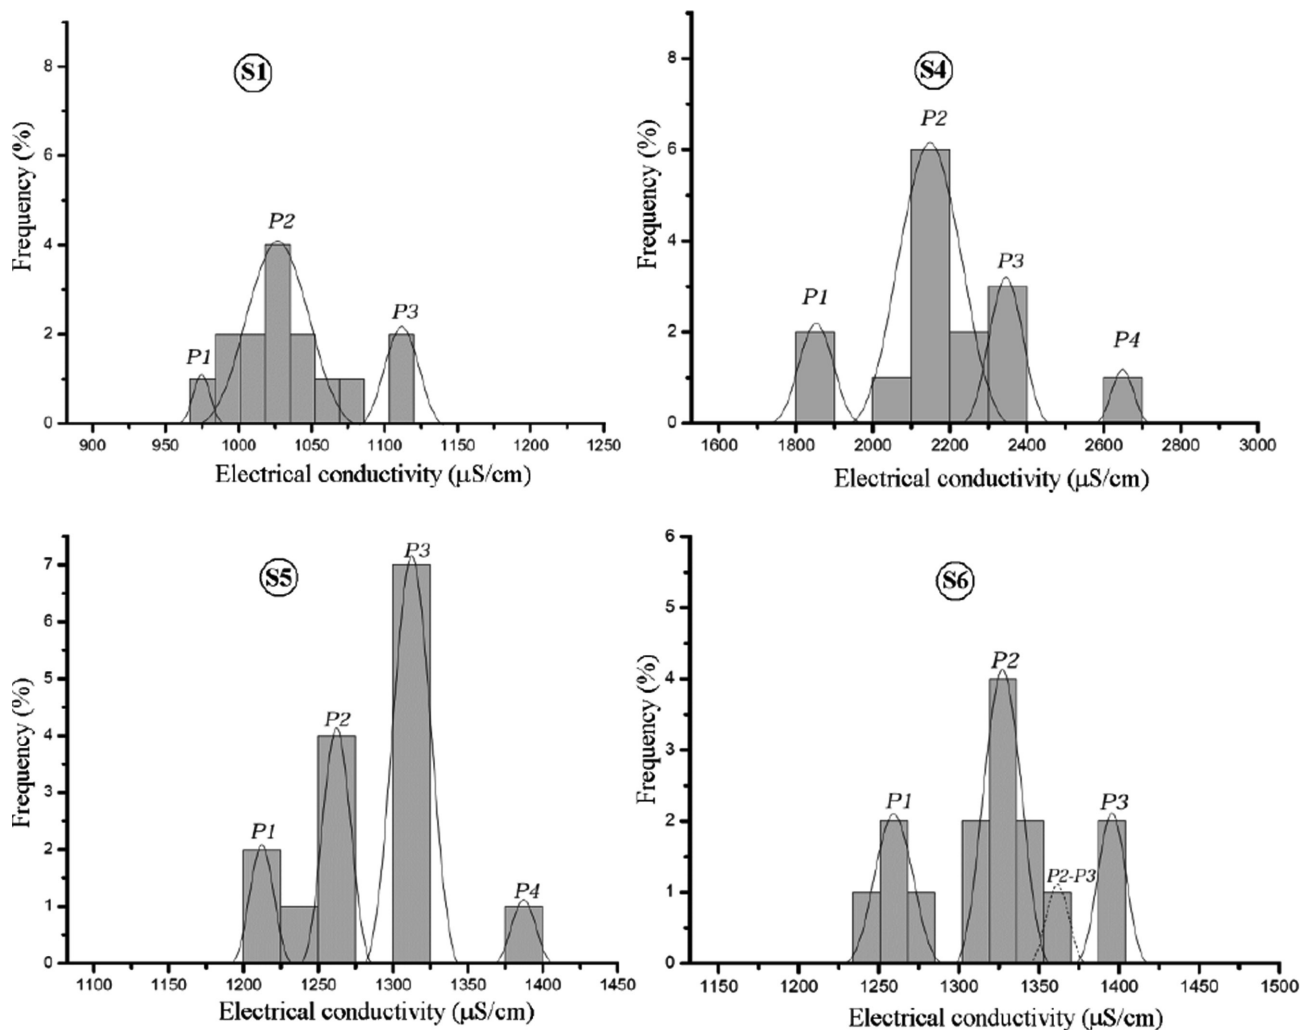 S1
Frequency (%)
8
6
4
2
0
P1
P2
P3
900 950 1000 1050 1100 1150 1200 1250
Electrical conductivity (µS/cm)
S4
Frequency (%)
8
6
4
2
0
P1
P2
P3
P4
1600 1800 2000 2200 2400 2600 2800 3000
Electrical conductivity (µS/cm)
S5
Frequency (%)
7
6
5
4
3
2
1
0
P1
P2
P3
P4
1100 1150 1200 1250 1300 1350 1400 1450
Electrical conductivity (µS/cm)
S6
Frequency (%)
6
5
4
3
2
1
0
P1
P2
P2-P3
P3
1150 1200 1250 1300 1350 1400 1450 1500
Electrical conductivity (µS/cm)